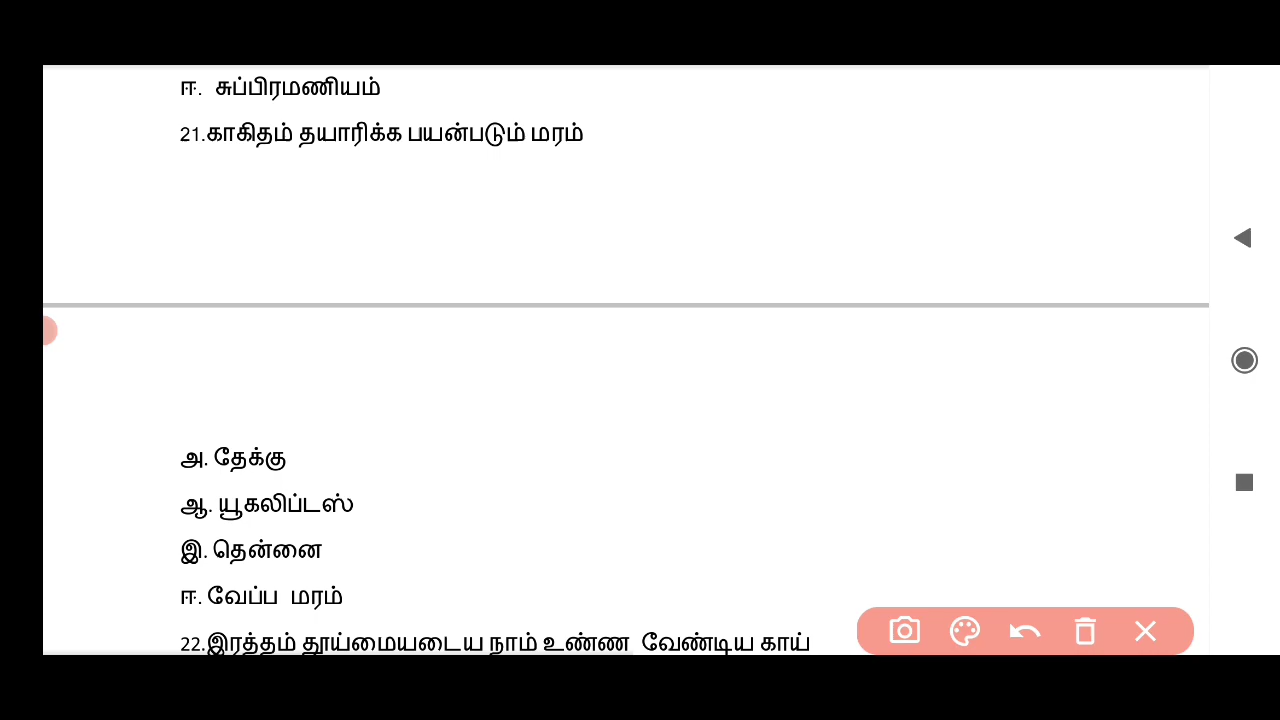 ஈ. சுப்பிரமணியம்
21.காகிதம் தயாரிக்க பயன்படும் மரம்
அ. தேக்கு
ஆ. யூகலிப்டஸ்
இ. தென்னை
ஈ. வேப்ப மரம்
22.இரத்தம் தூய்மையடைய நாம் உண்ண வேண்டிய காய்